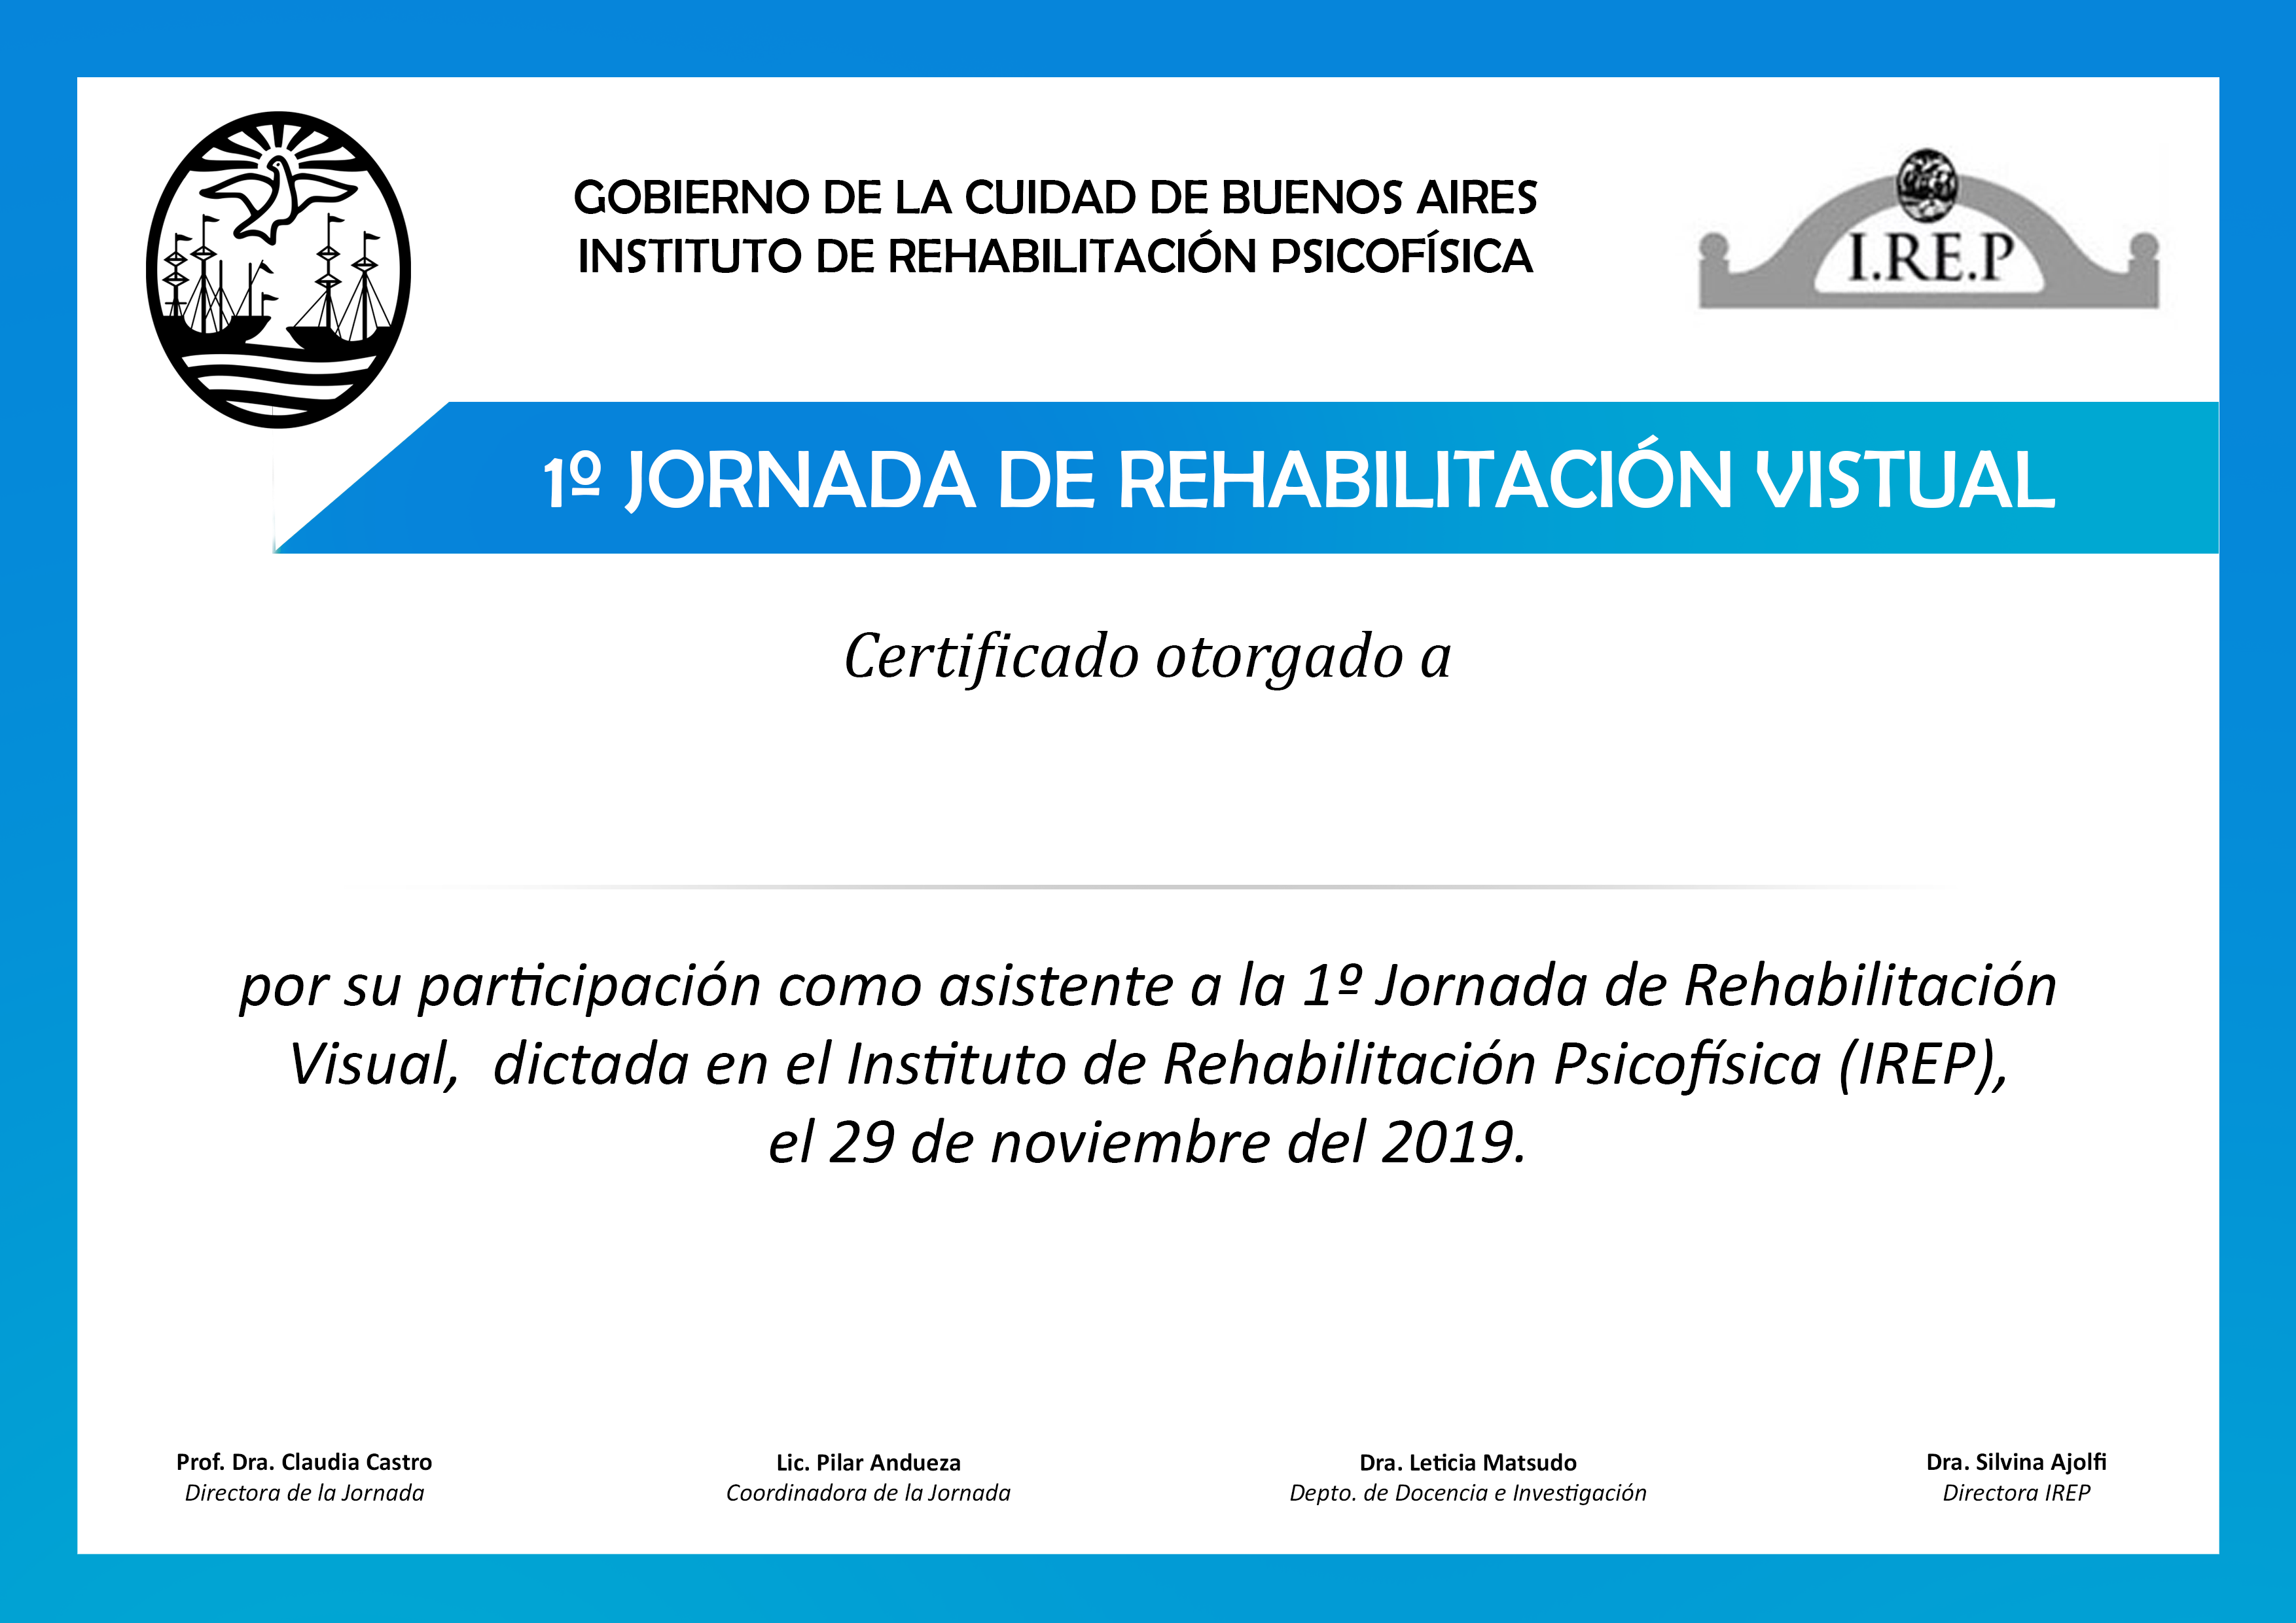 GOBIERNO DE LA CUIDAD DE BUENOS AIRES
INSTITUTO DE REHABILITACIÓN PSICOFÍSICA
I.RE.P
1º JORNADA DE REHABILITACIÓN VISTUAL
Certificado otorgado a
por su participación como asistente a la 1º Jornada de Rehabilitación
Visual,  dictada en el Instituto de Rehabilitación Psicofísica (IREP),
el 29 de noviembre del 2019.
Prof. Dra. Claudia Castro
Directora de la Jornada
Lic. Pilar Andueza
Coordinadora de la Jornada
Dra. Leticia Matsudo
Depto. de Docencia e Investigación
Dra. Silvina Ajolfi
Directora IREP